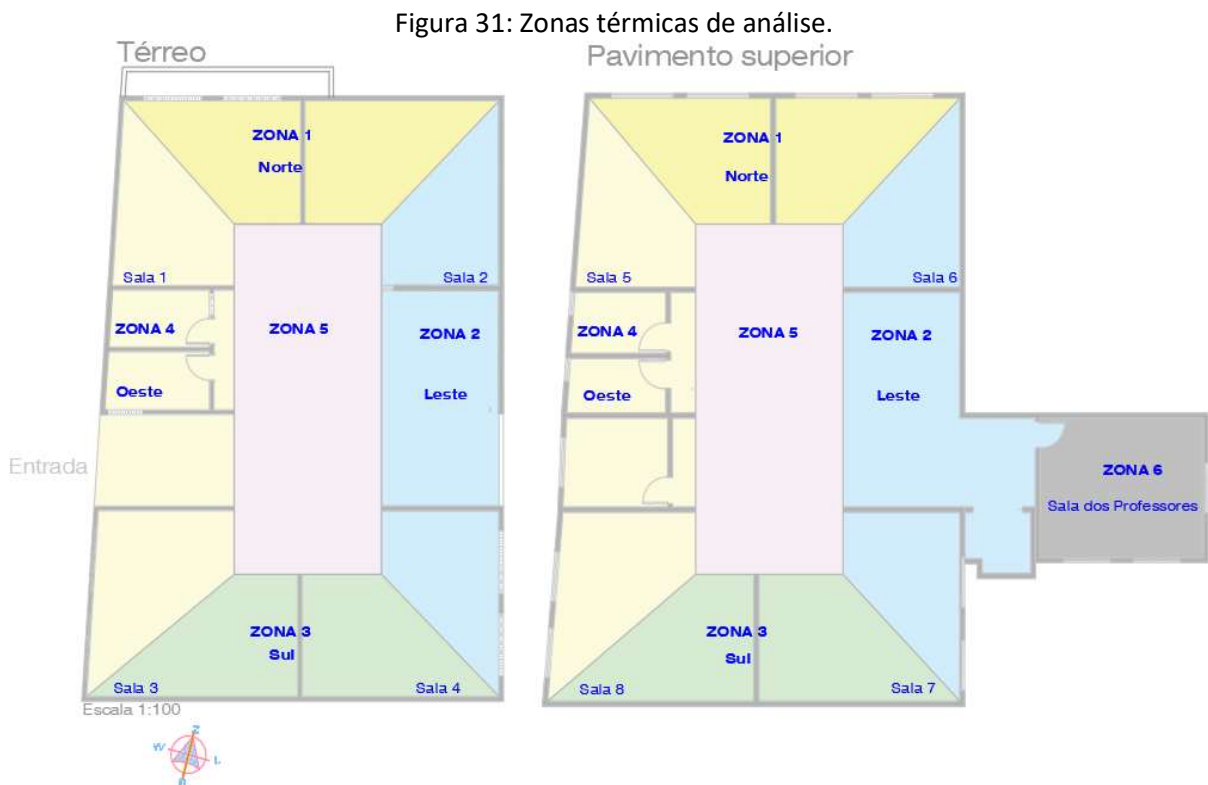 Figura 31: Zonas térmicas de análise.
Térreo
ZONA 1
Norte
Sala 1
Sala 2
ZONA 4
ZONA 5
ZONA 2
Oeste
Leste
Entrada
ZONA 3
Sul
Sala 3
Sala 4
Escala 1:100
W
L
Pavimento superior
ZONA 1
Norte
Sala 5
Sala 6
ZONA 4
ZONA 5
ZONA 2
Oeste
Leste
ZONA 6
Sala dos Professores
ZONA 3
Sul
Sala 8
Sala 7